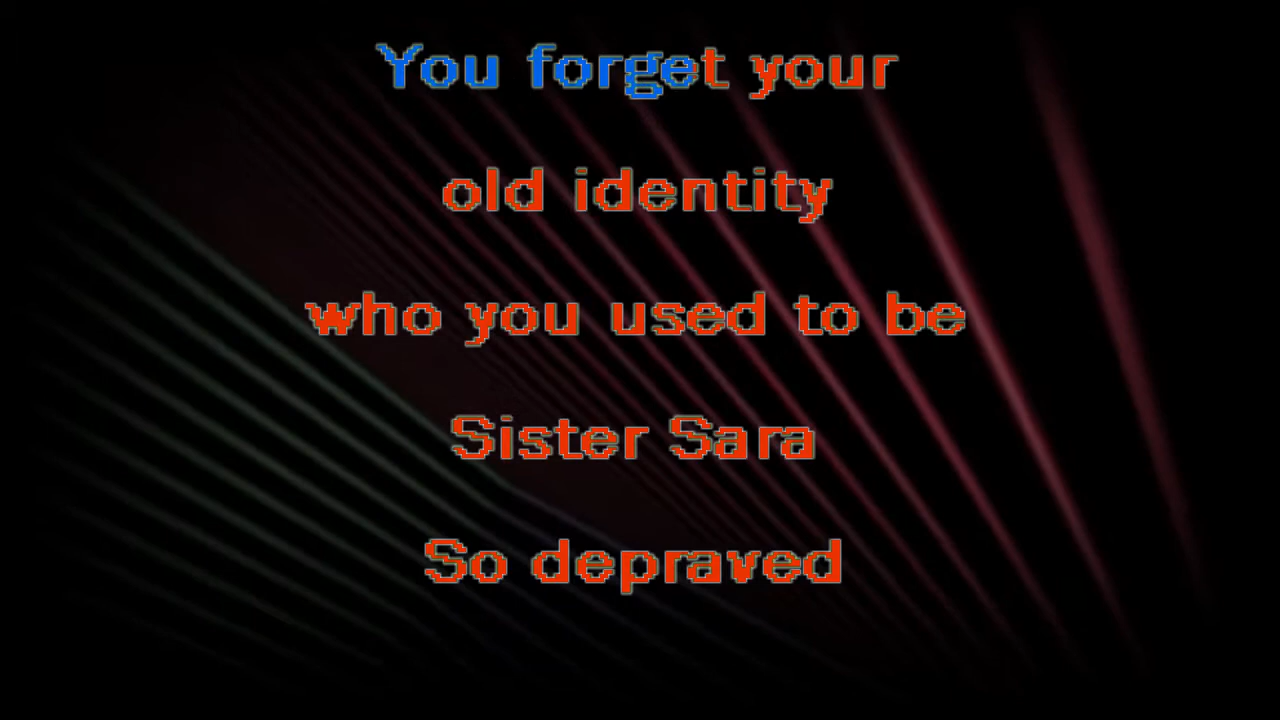 You forget your
old identity
who you used to be
Sister Sara
So depraved